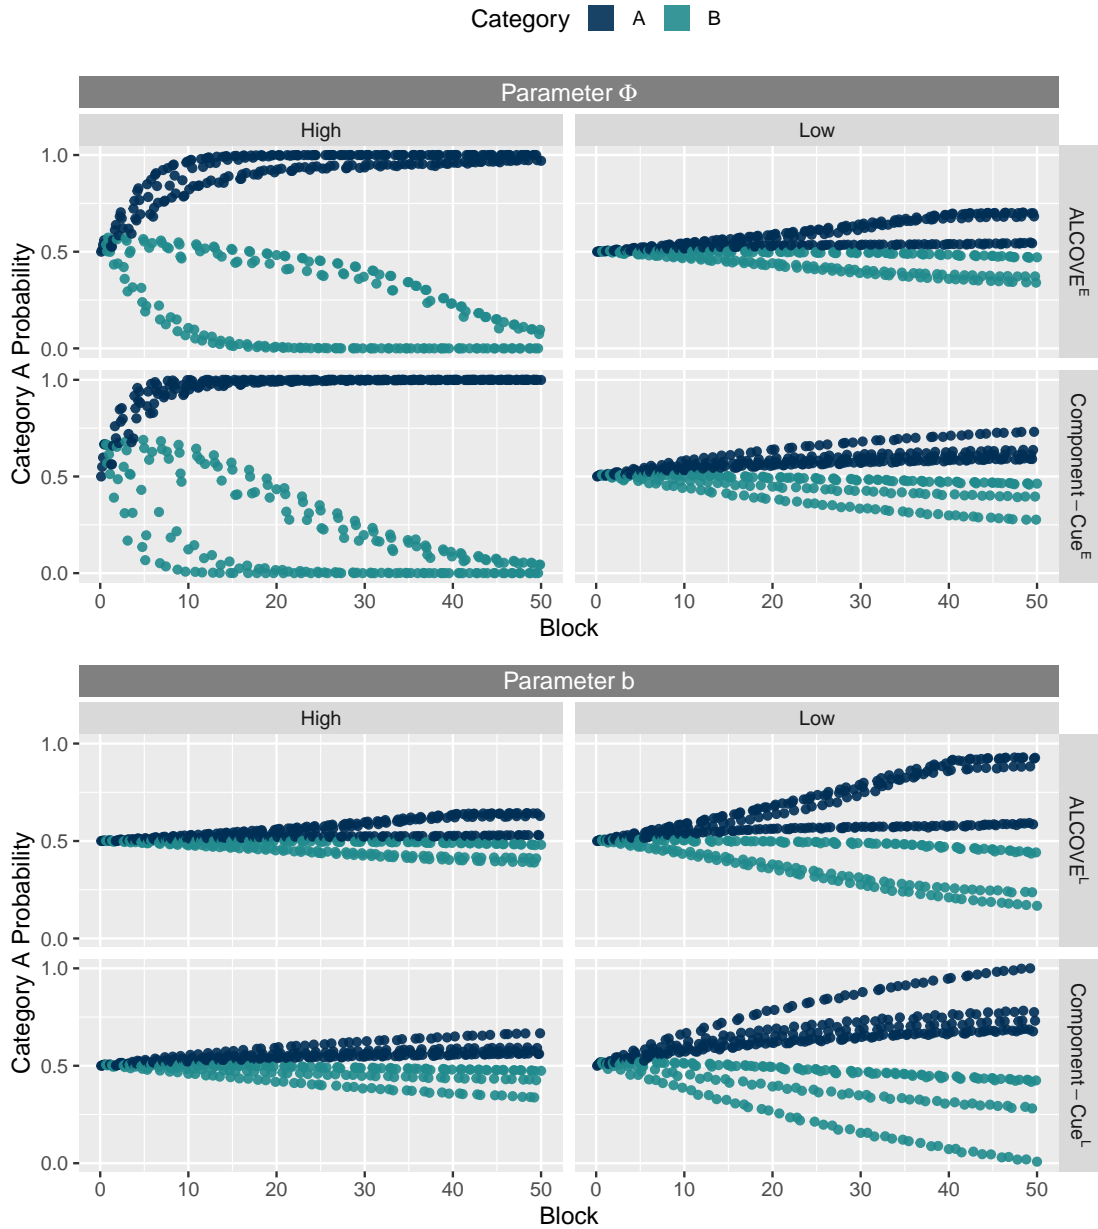 Category A B
Parameter Φ
High Low
1.0
0.5
0.0
ALCOVE^E
1.0
0.5
0.0
Component − Cue^E
Category A Probability
0 10 20 30 40 50 0 10 20 30 40 50
Block
Parameter b
High Low
1.0
0.5
0.0
ALCOVE^L
1.0
0.5
0.0
Component − Cue^L
Category A Probability
0 10 20 30 40 50 0 10 20 30 40 50
Block